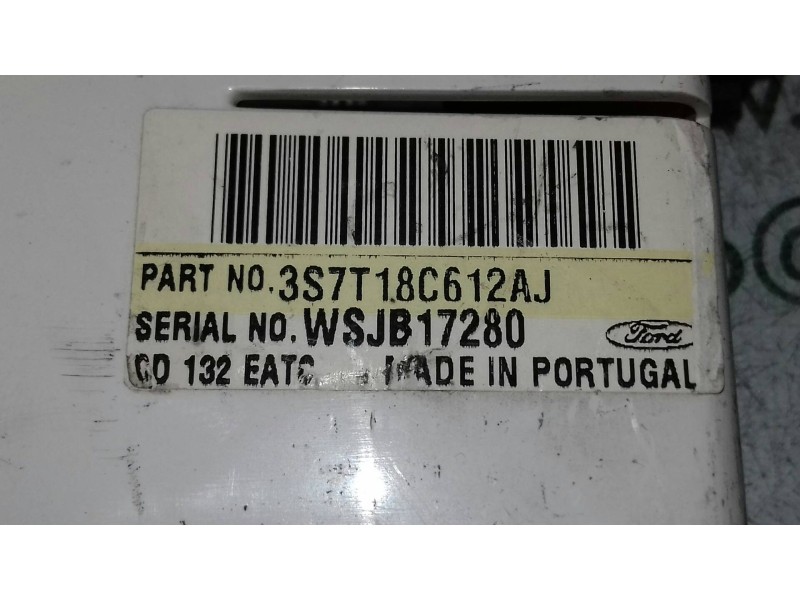 PART NO. 3S7T18C612AJ
SERIAL NO. WSJB17280
Ford
CD 132 EATC MADE IN PORTUGAL